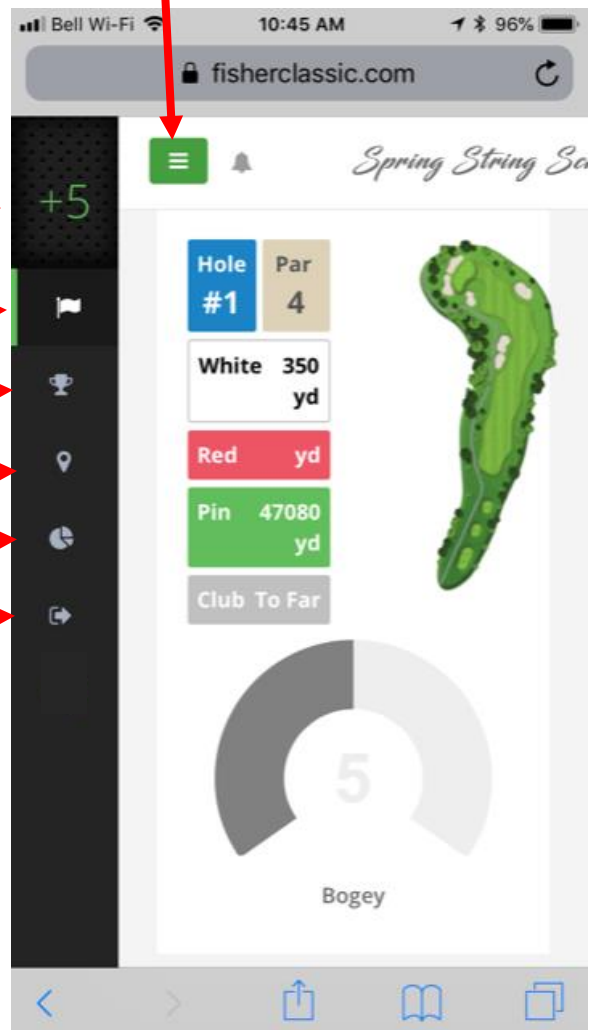 Bell Wi-Fi 10:45 AM 96%
fisherclassic.com
Spring String Sc
+5
Hole Par
#1 4
White 350
yd
Red yd
Pin 47080
yd
Club To Far
5
Bogey